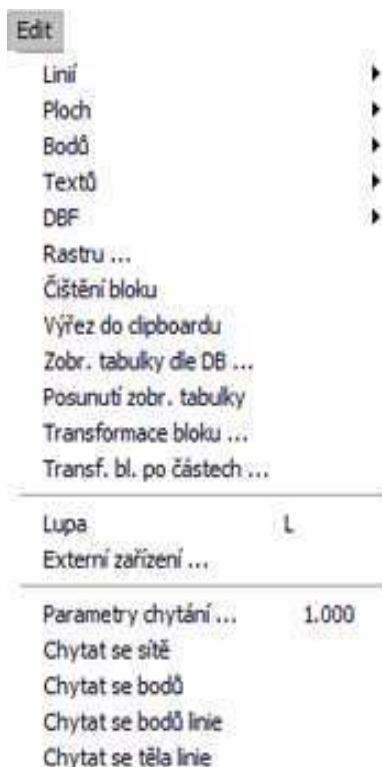 Edit
Linií
Ploch
Bodů
Textů
DBF
Rastru ...
Čištění bloku
Výřez do clipboardu
Zobr. tabulky dle DB ...
Posunutí zobr. tabulky
Transformace bloku ...
Transf. bl. po částech ...
Lupa L
Externí zařízení ...
Parametry chytání ... 1.000
Chytat se sítě
Chytat se bodů
Chytat se bodů linie
Chytat se těla linie